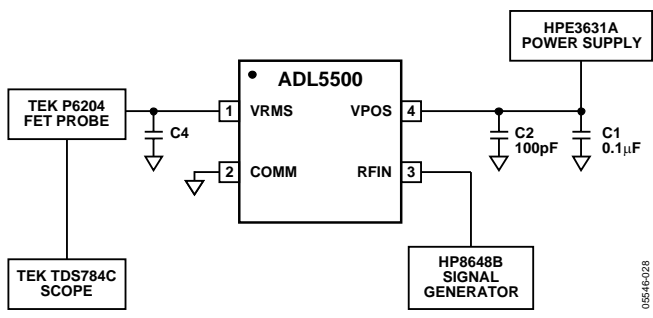 HPE3631A
POWER SUPPLY
ADL5500
TEK P6204
FET PROBE
C4
1 VRMS
VPOS 4
C2
100pF
C1
0.1μF
2 COMM
RFIN 3
TEK TDS784C
SCOPE
HP8648B
SIGNAL
GENERATOR
05546-028